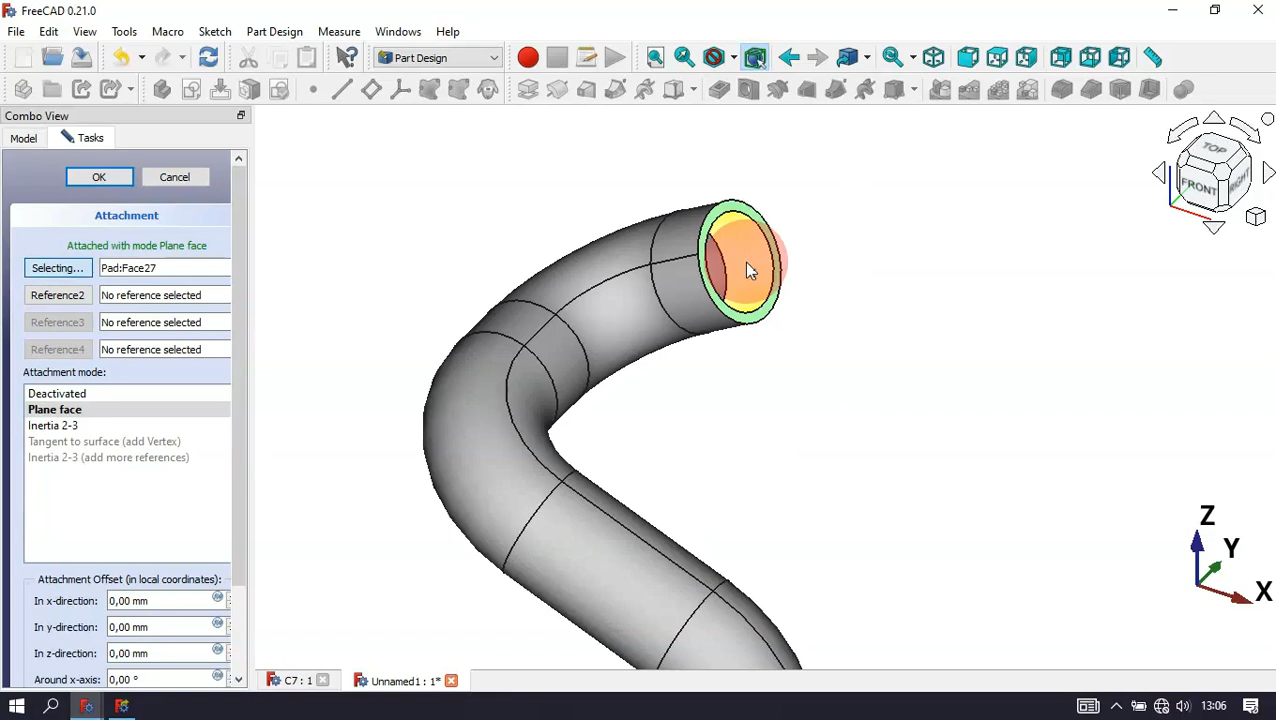 FreeCAD 0.21.0
File Edit View Tools Macro Sketch Part Design Measure Windows Help
Part Design
Combo View
Model Tasks
OK Cancel
Attachment
Attached with mode Plane face
Selecting... Pad:Face27
Reference2 No reference selected
Reference3 No reference selected
Reference4 No reference selected
Attachment mode:
Deactivated
Plane face
Inertia 2-3
Tangent to surface (add Vertex)
Inertia 2-3 (add more references)
Attachment Offset (in local coordinates):
In x-direction: 0,00 mm
In y-direction: 0,00 mm
In z-direction: 0,00 mm
Around x-axis: 0,00 °
TOP
FRONT RIGHT
Z
Y
X
C7 : 1 Unnamed1 : 1*
13:06